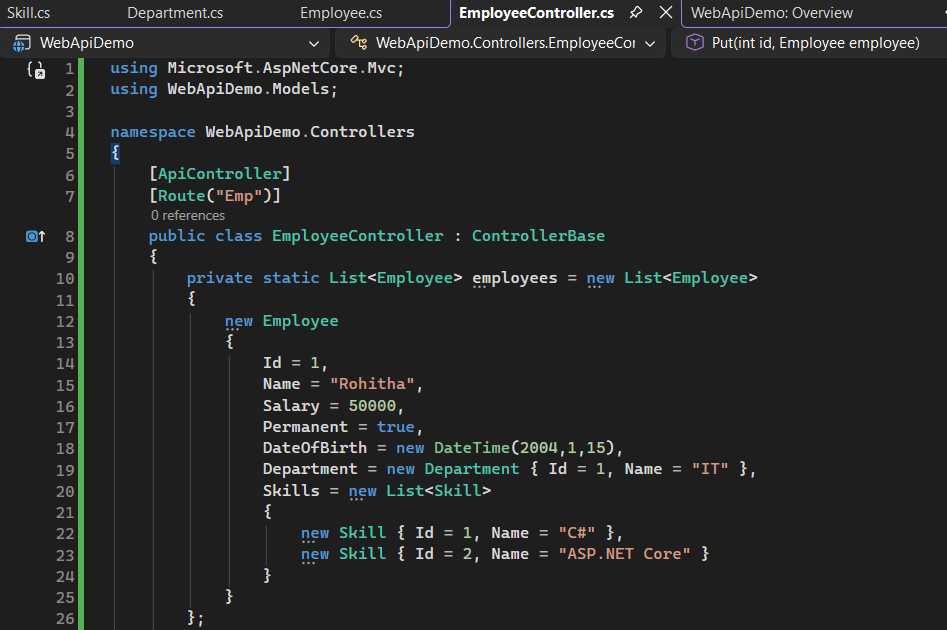 Skill.cs Department.cs Employee.cs EmployeeController.cs WebApiDemo: Overview
WebApiDemo WebApiDemo.Controllers.EmployeeCor Put(int id, Employee employee)
1 using Microsoft.AspNetCore.Mvc;
2 using WebApiDemo.Models;
3
4 namespace WebApiDemo.Controllers
5 {
6 [ApiController]
7 [Route("Emp")]
0 references
8 public class EmployeeController : ControllerBase
9 {
10 private static List<Employee> employees = new List<Employee>
11 {
12 new Employee
13 {
14 Id = 1,
15 Name = "Rohitha",
16 Salary = 50000,
17 Permanent = true,
18 DateOfBirth = new DateTime(2004,1,15),
19 Department = new Department { Id = 1, Name = "IT" },
20 Skills = new List<Skill>
21 {
22 new Skill { Id = 1, Name = "C#" },
23 new Skill { Id = 2, Name = "ASP.NET Core" }
24 }
25 }
26 };